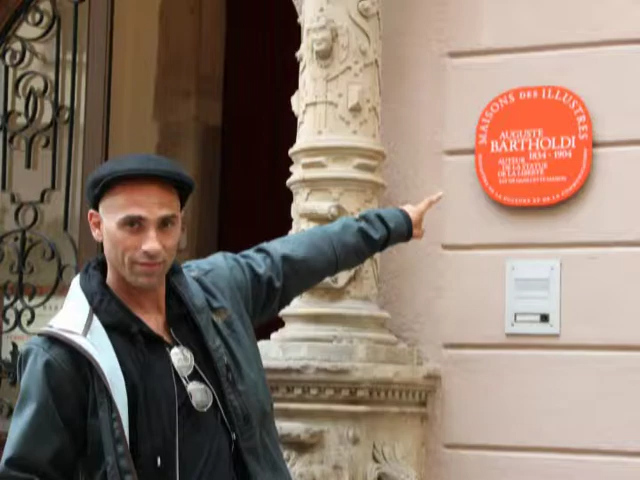 MAISONS DES ILLUSTRES
AUGUSTE
BARTHOLDI
1834 - 1904
AUTEUR
DE LA STATUE
DE LA LIBERTÉ